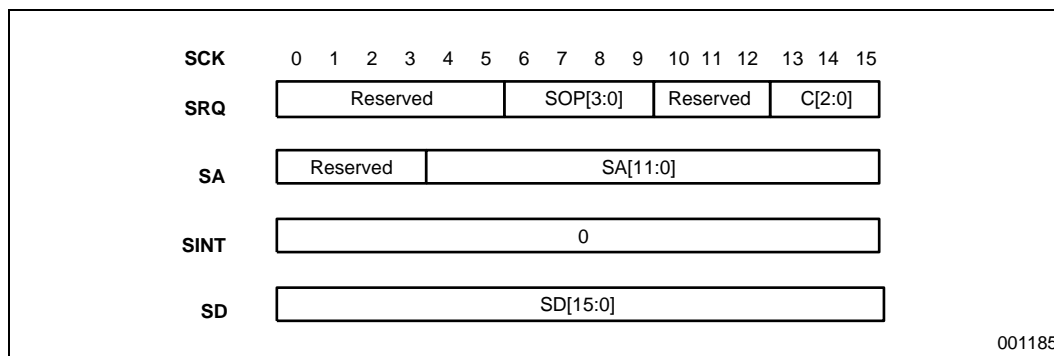 SCK 0 1 2 3 4 5 6 7 8 9 10 11 12 13 14 15
SRQ Reserved SOP[3:0] Reserved C[2:0]
SA Reserved SA[11:0]
SINT 0
SD SD[15:0]
001185